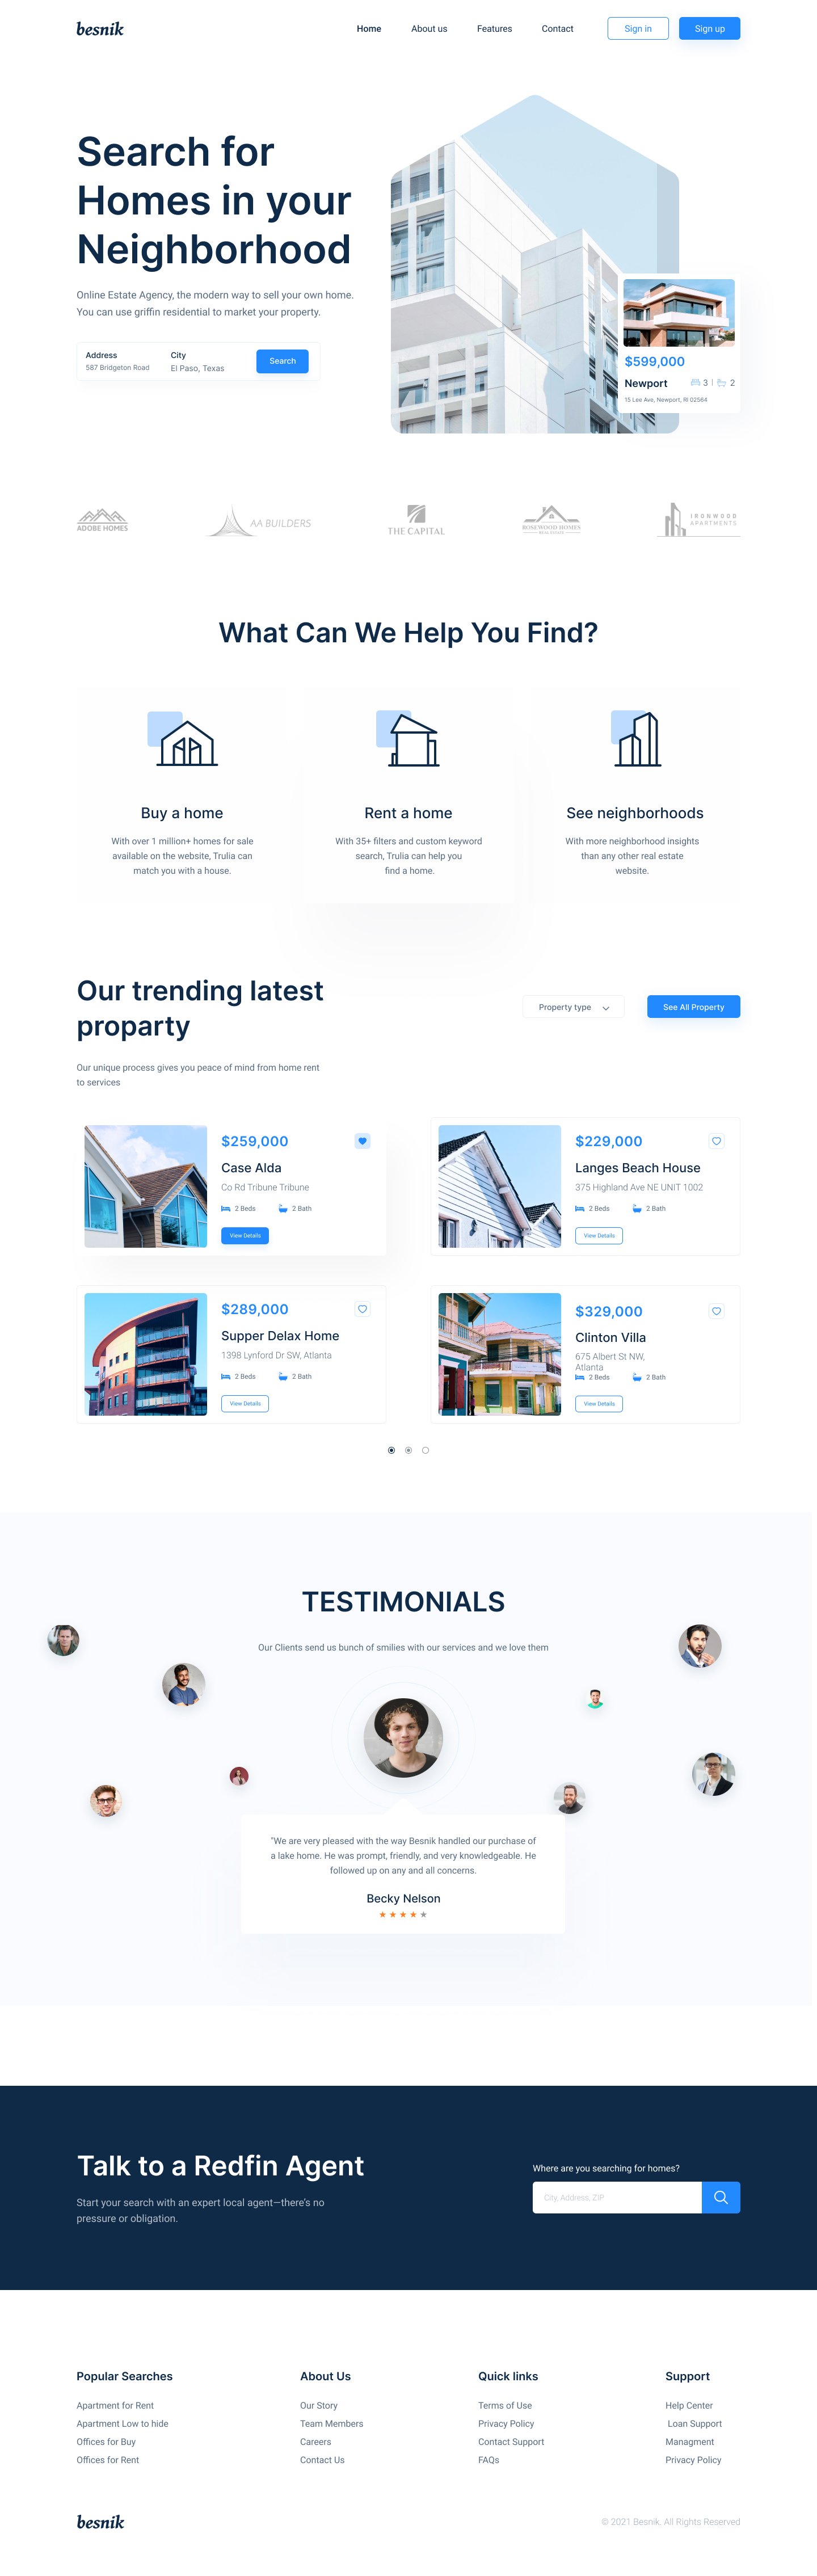 besnik
Home
About us
Features
Contact
Sign in
Sign up
Search for
Homes in your
Neighborhood
Online Estate Agency, the modern way to sell your own home.
You can use griffin residential to market your property.
Address
587 Bridgeton Road
City
El Paso, Texas
Search
$599,000
Newport
3
2
15 Lee Ave, Newport, RI 02564
ADOBE HOMES
AA BUILDERS
THE CAPITAL
ROSEWOOD HOMES
REAL ESTATE
IRONWOOD
APARTMENTS
What Can We Help You Find?
Buy a home
With over 1 million+ homes for sale
available on the website, Trulia can
match you with a house.
Rent a home
With 35+ filters and custom keyword
search, Trulia can help you
find a home.
See neighborhoods
With more neighborhood insights
than any other real estate
website.
Our trending latest
proparty
Property type
See All Property
Our unique process gives you peace of mind from home rent
to services
$259,000
Case Alda
Co Rd Tribune Tribune
2 Beds
2 Bath
View Details
$229,000
Langes Beach House
375 Highland Ave NE UNIT 1002
2 Beds
2 Bath
View Details
$289,000
Supper Delax Home
1398 Lynford Dr SW, Atlanta
2 Beds
2 Bath
View Details
$329,000
Clinton Villa
675 Albert St NW,
Atlanta
2 Beds
2 Bath
View Details
TESTIMONIALS
Our Clients send us bunch of smilies with our services and we love them
"We are very pleased with the way Besnik handled our purchase of
a lake home. He was prompt, friendly, and very knowledgeable. He
followed up on any and all concerns.
Becky Nelson
Talk to a Redfin Agent
Start your search with an expert local agent—there's no
pressure or obligation.
Where are you searching for homes?
City, Address, ZIP
Popular Searches
Apartment for Rent
Apartment Low to hide
Offices for Buy
Offices for Rent
About Us
Our Story
Team Members
Careers
Contact Us
Quick links
Terms of Use
Privacy Policy
Contact Support
FAQs
Support
Help Center
Loan Support
Managment
Privacy Policy
besnik
© 2021 Besnik. All Rights Reserved